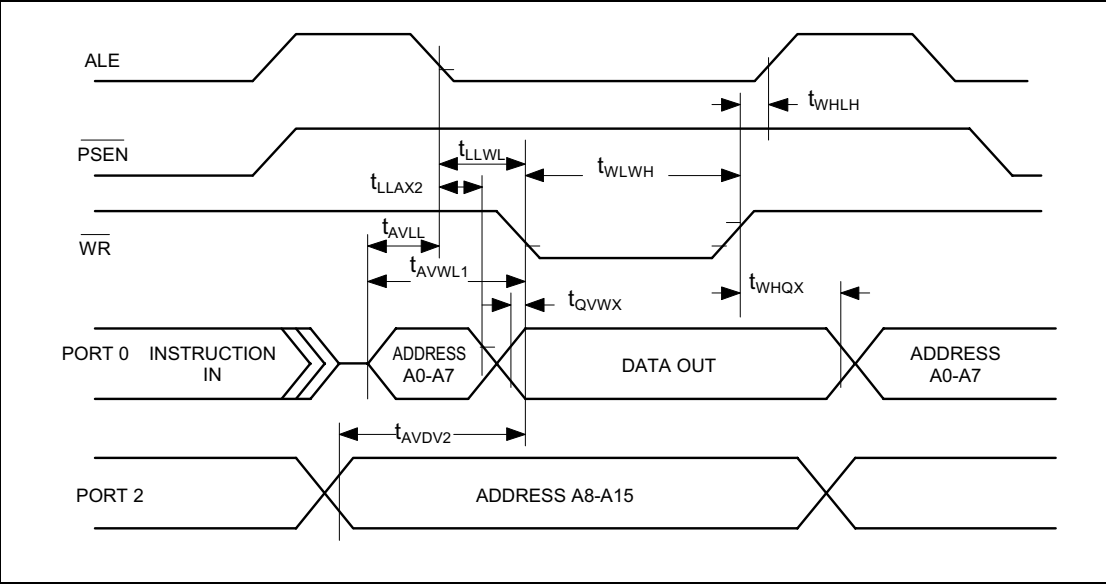 ALE
tWHLH
PSEN
tLLWL
tWLWH
tLLAX2
WR
tAVLL
tAVWL1
tWHQX
tQVWX
PORT 0
INSTRUCTION
IN
ADDRESS
A0-A7
DATA OUT
ADDRESS
A0-A7
tAVDV2
PORT 2
ADDRESS A8-A15